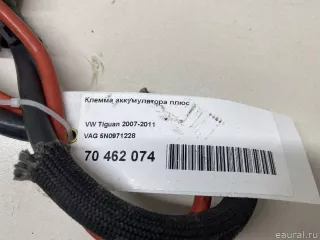 Клемма аккумулятора плюс
VW Tiguan 2007-2011
VAG 5N0971228
70 462 074
eaural.ru